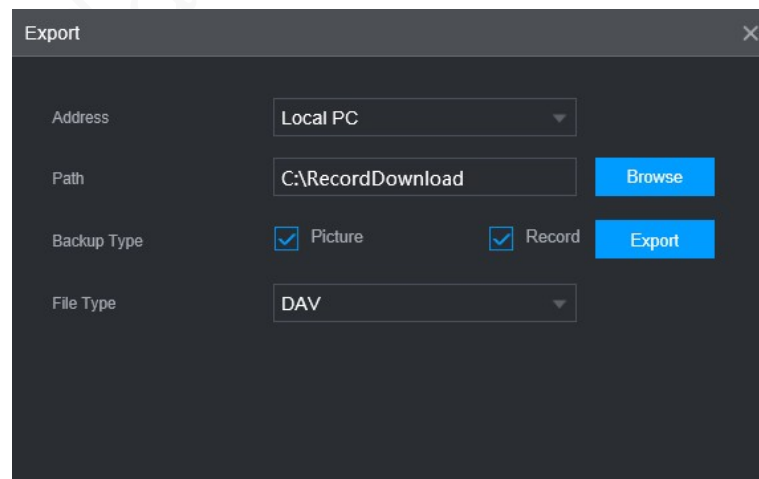 Export
Address Local PC
Path C:\RecordDownload Browse
Backup Type Picture Record Export
File Type DAV